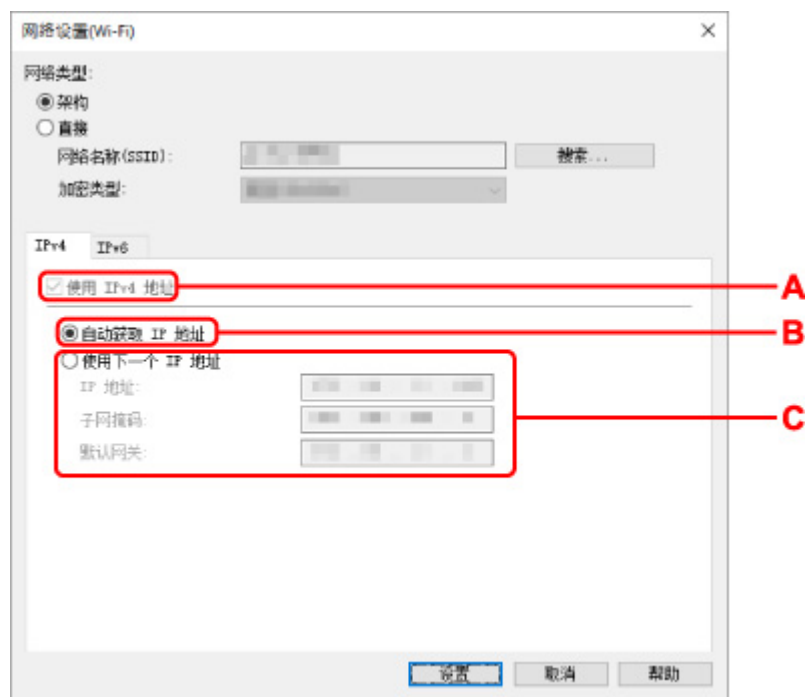 网络设置(Wi-Fi)
网络类型:
架构
直接
网络名称(SSID):
搜索...
加密类型:
IPv4 IPv6
使用 IPv4 地址
A
自动获取 IP 地址
B
使用下一个 IP 地址
IP 地址:
子网掩码:
C
默认网关:
设置 取消 帮助